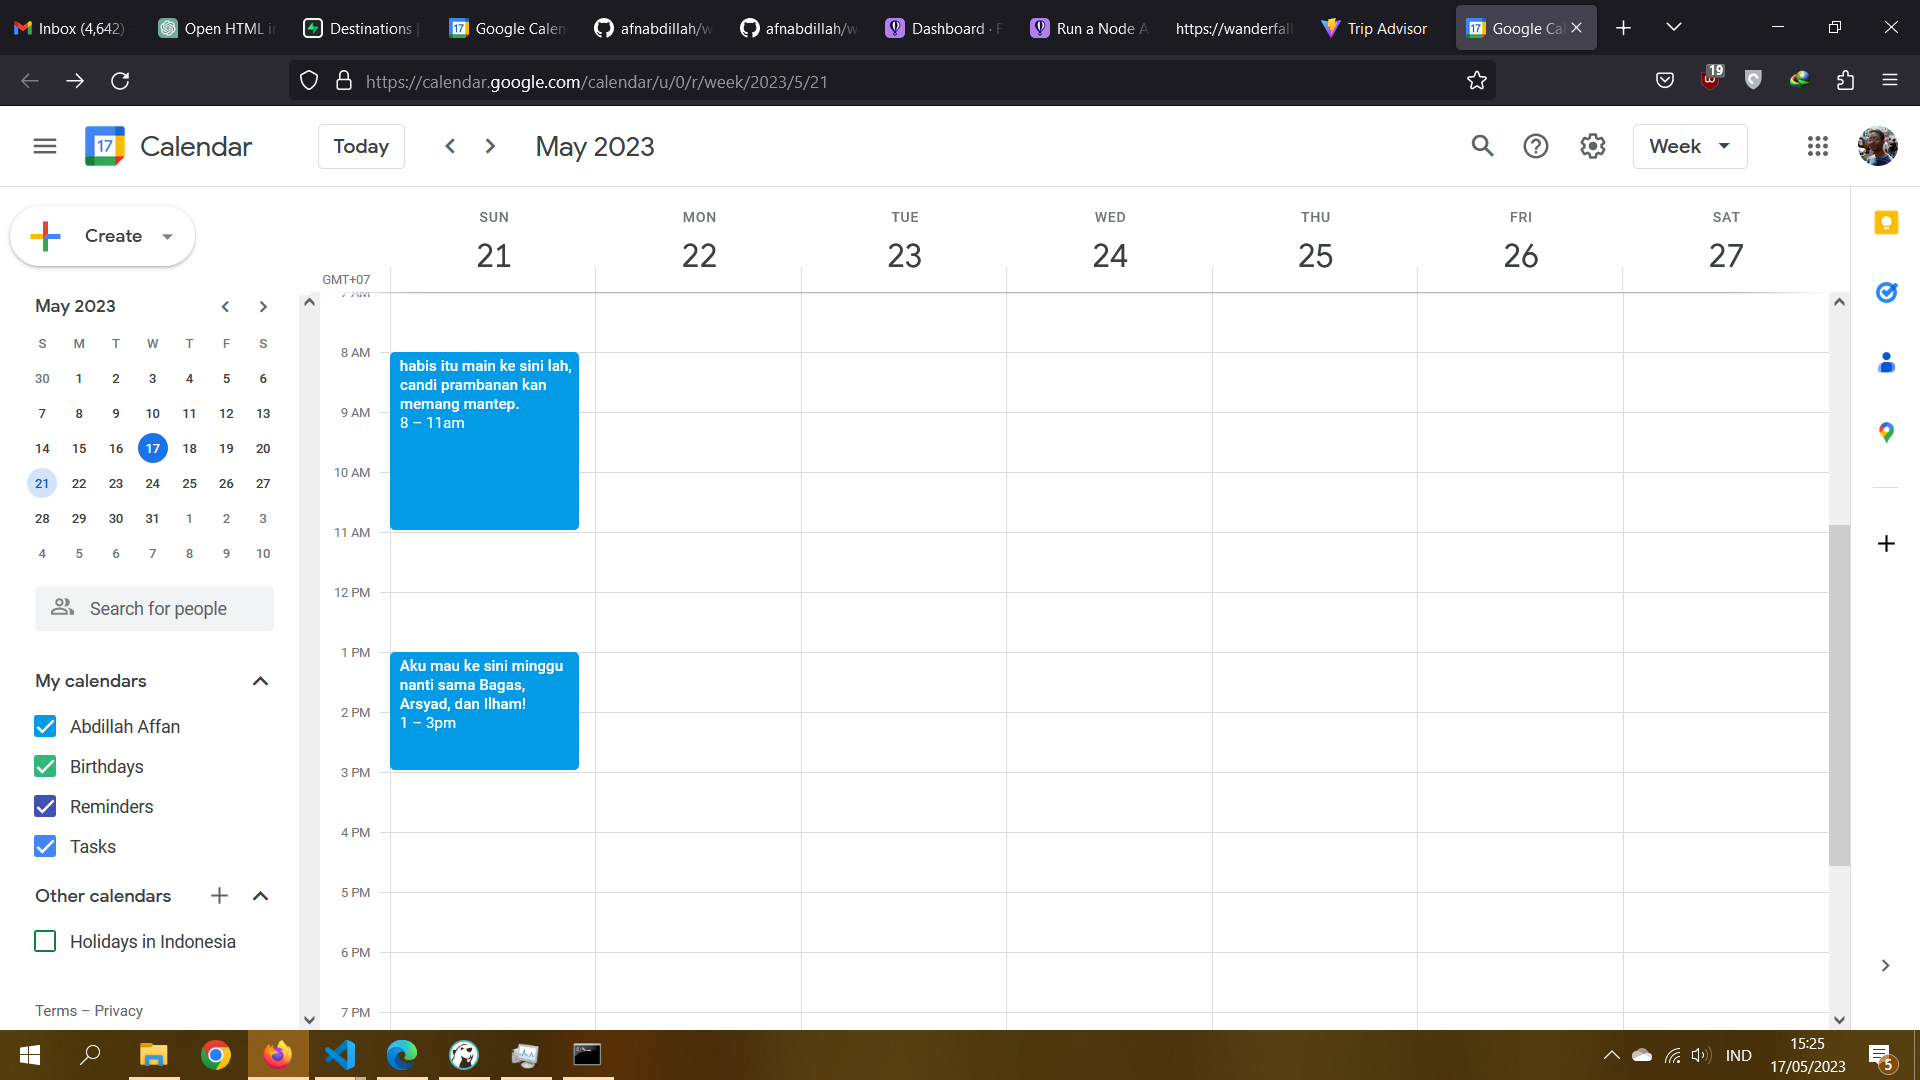 Inbox (4,642)
Open HTML i
Destinations
17 Google Calen
afnabdillah/w
afnabdillah/w
Dashboard · F
Run a Node A
https://wanderfall
Trip Advisor
17 Google Cal
https://calendar.google.com/calendar/u/0/r/week/2023/5/21
19
17 Calendar
Today
May 2023
Week
Create
SUN MON TUE WED THU FRI SAT
21 22 23 24 25 26 27
GMT+07
May 2023
S M T W T F S
30 1 2 3 4 5 6
7 8 9 10 11 12 13
14 15 16 17 18 19 20
21 22 23 24 25 26 27
28 29 30 31 1 2 3
4 5 6 7 8 9 10
Search for people
My calendars
Abdillah Affan
Birthdays
Reminders
Tasks
Other calendars
Holidays in Indonesia
Terms – Privacy
7 AM
8 AM
9 AM
10 AM
11 AM
12 PM
1 PM
2 PM
3 PM
4 PM
5 PM
6 PM
7 PM
habis itu main ke sini lah,
candi prambanan kan
memang mantep.
8 – 11am
Aku mau ke sini minggu
nanti sama Bagas,
Arsyad, dan Ilham!
1 – 3pm
IND
15:25
17/05/2023
5